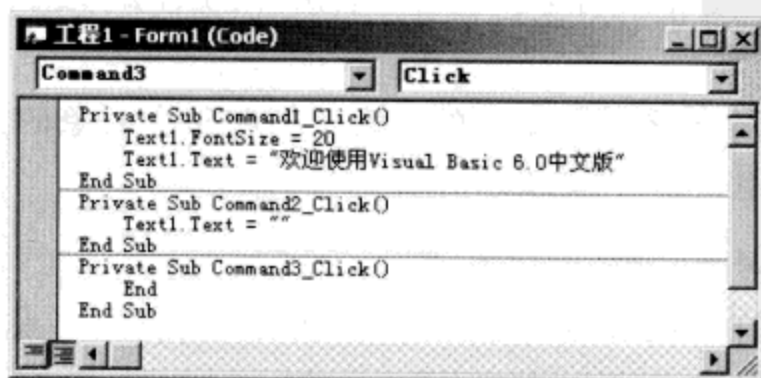 工程1 - Form1 (Code)
Command3 Click
Private Sub Command1_Click()
Text1.FontSize = 20
Text1.Text = "欢迎使用Visual Basic 6.0中文版"
End Sub
Private Sub Command2_Click()
Text1.Text = ""
End Sub
Private Sub Command3_Click()
End
End Sub